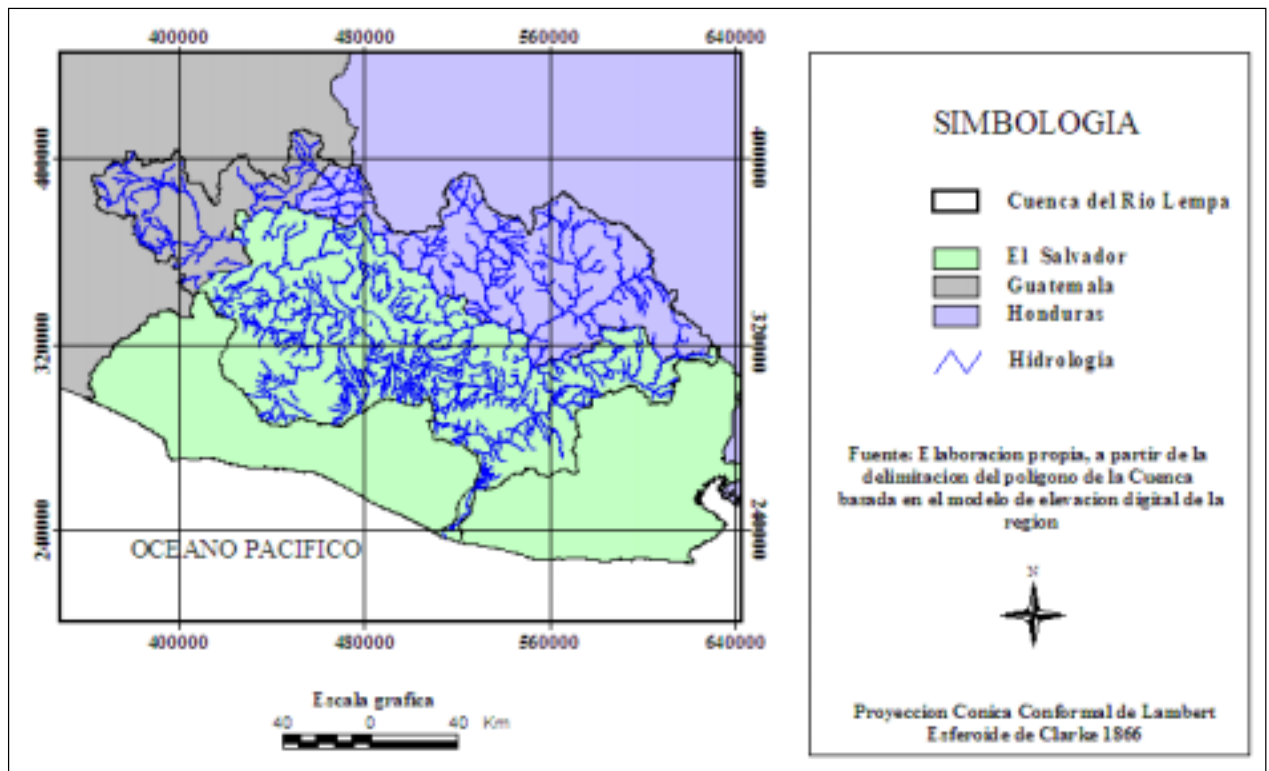 400000 480000 560000 640000
400000
320000
240000
400000
320000
240000
OCEANO PACIFICO
400000 480000 560000 640000
Escala grafica
40 0 40 Km
SIMBOLOGIA
Cuenca del Rio Lempa
El Salvador
Guatemala
Honduras
Hidrologia
Fuente: Elaboracion propia, a partir de la
delimitacion del poligono de la Cuenca
basada en el modelo de elevacion digital de la
region
N
Proyeccion Conica Conformal de Lambert
Esferoide de Clarke 1866